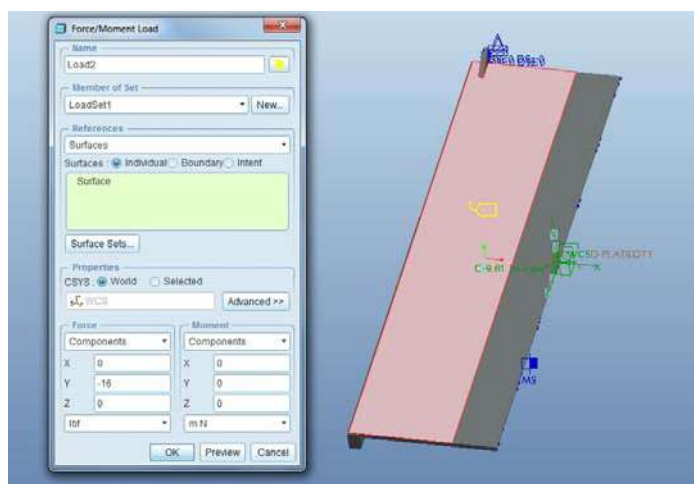 Force/Moment Load
Name
Load2
Member of Set
LoadSet1
New...
References
Surfaces
Surfaces : Individual Boundary Intent
Surface
Surface Sets...
Properties
CSYS : World Selected
WCS
Advanced >>
Force Moment
Components Components
X 0 X 0
Y -16 Y 0
Z 0 Z 0
lbf m N
OK Preview Cancel
WCS